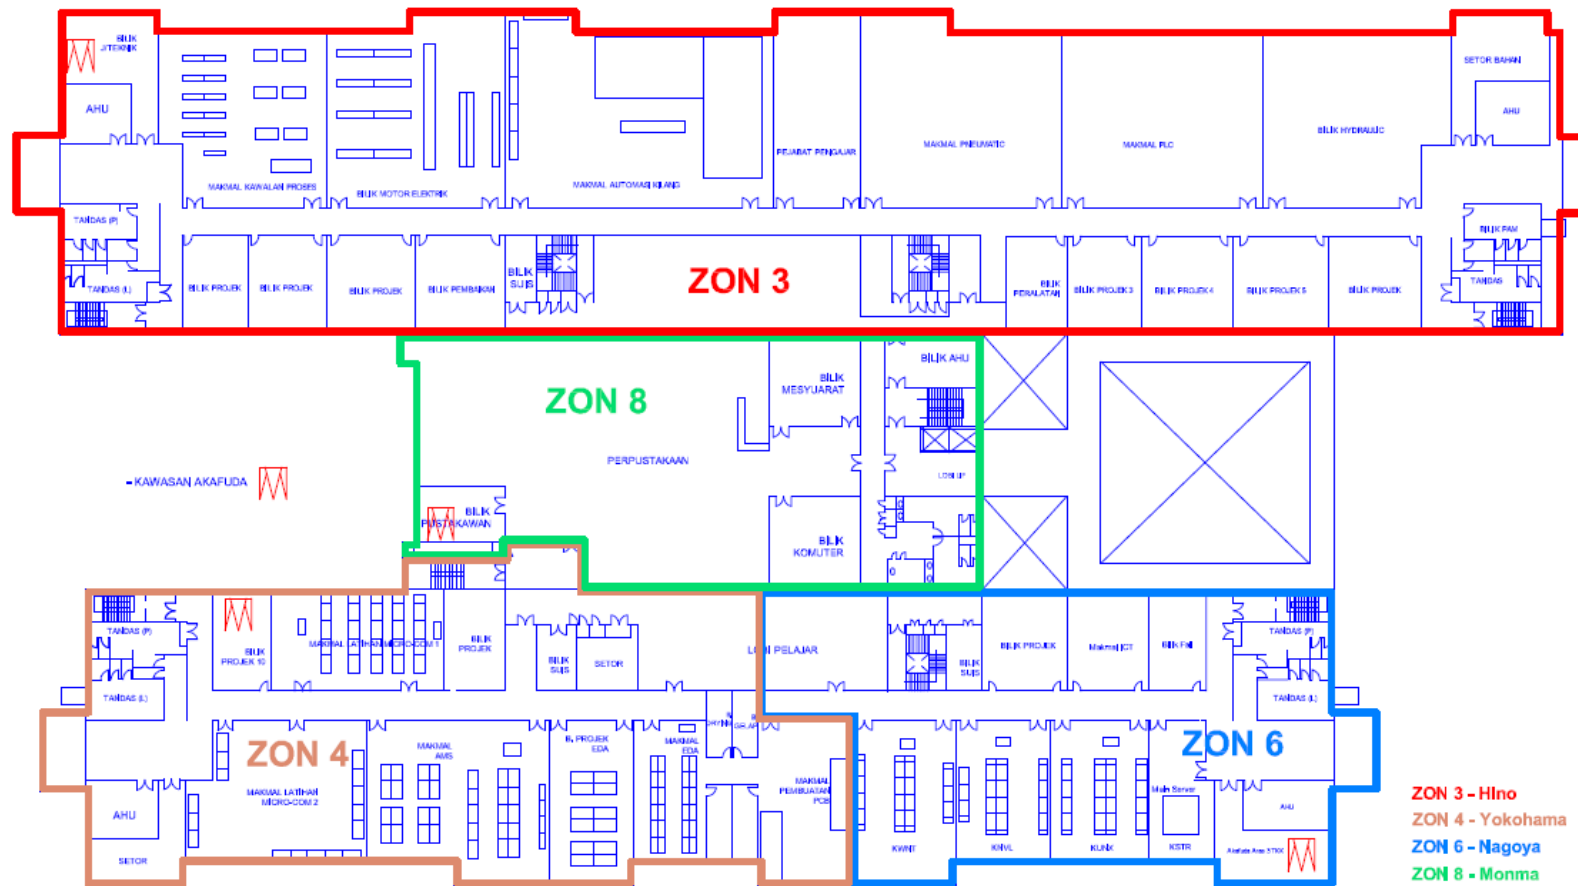 BILIK
J/TEKNIK
AHU
MAKMAL KAWALAN PROSES
BILIK MOTOR ELEKTRIK
MAKMAL AUTOMASI KILANG
PEJABAT PENGAJAR
MAKMAL PNEUMATIC
MAKMAL PLC
BILIK HYDRAULIC
SETOR BAHAN
AHU
TANDAS (P)
TANDAS (L)
BILIK PROJEK
BILIK PROJEK
BILIK PROJEK
BILIK PEMBAIKAN
BILIK
SUIS
ZON 3
BILIK
PERALATAN
BILIK PROJEK 3
BILIK PROJEK 4
BILIK PROJEK 5
BILIK PROJEK
BILIK PAM
TANDAS
ZON 8
BILIK
MESYUARAT
BILIK AHU
PERPUSTAKAAN
LOBI LIF
- KAWASAN AKAFUDA
BILIK
PUSTAKAWAN
BILIK
KOMUTER
TANDAS (P)
TANDAS (L)
BILIK
PROJEK 10
MAKMAL LATIHAN MICRO-COM 1
BILIK
PROJEK
BILIK
SUIS
SETOR
PELAJAR
BILIK
SUIS
BILIK PROJEK
Makmal ICT
TANDAS (P)
TANDAS (L)
ZON 4
MAKMAL LATIHAN
MICRO-COM 2
AHU
SETOR
MAKMAL
AMS
B. PROJEK
EDA
MAKMAL
EDA
MAKMAL
PEMBUATAN
PCB
KWNT
KNVL
KUNX
Main Server
KSTR
ZON 6
AHU
ZON 3 - HIno
ZON 4 - Yokohama
ZON 6 - Nagoya
ZON 8 - Monma